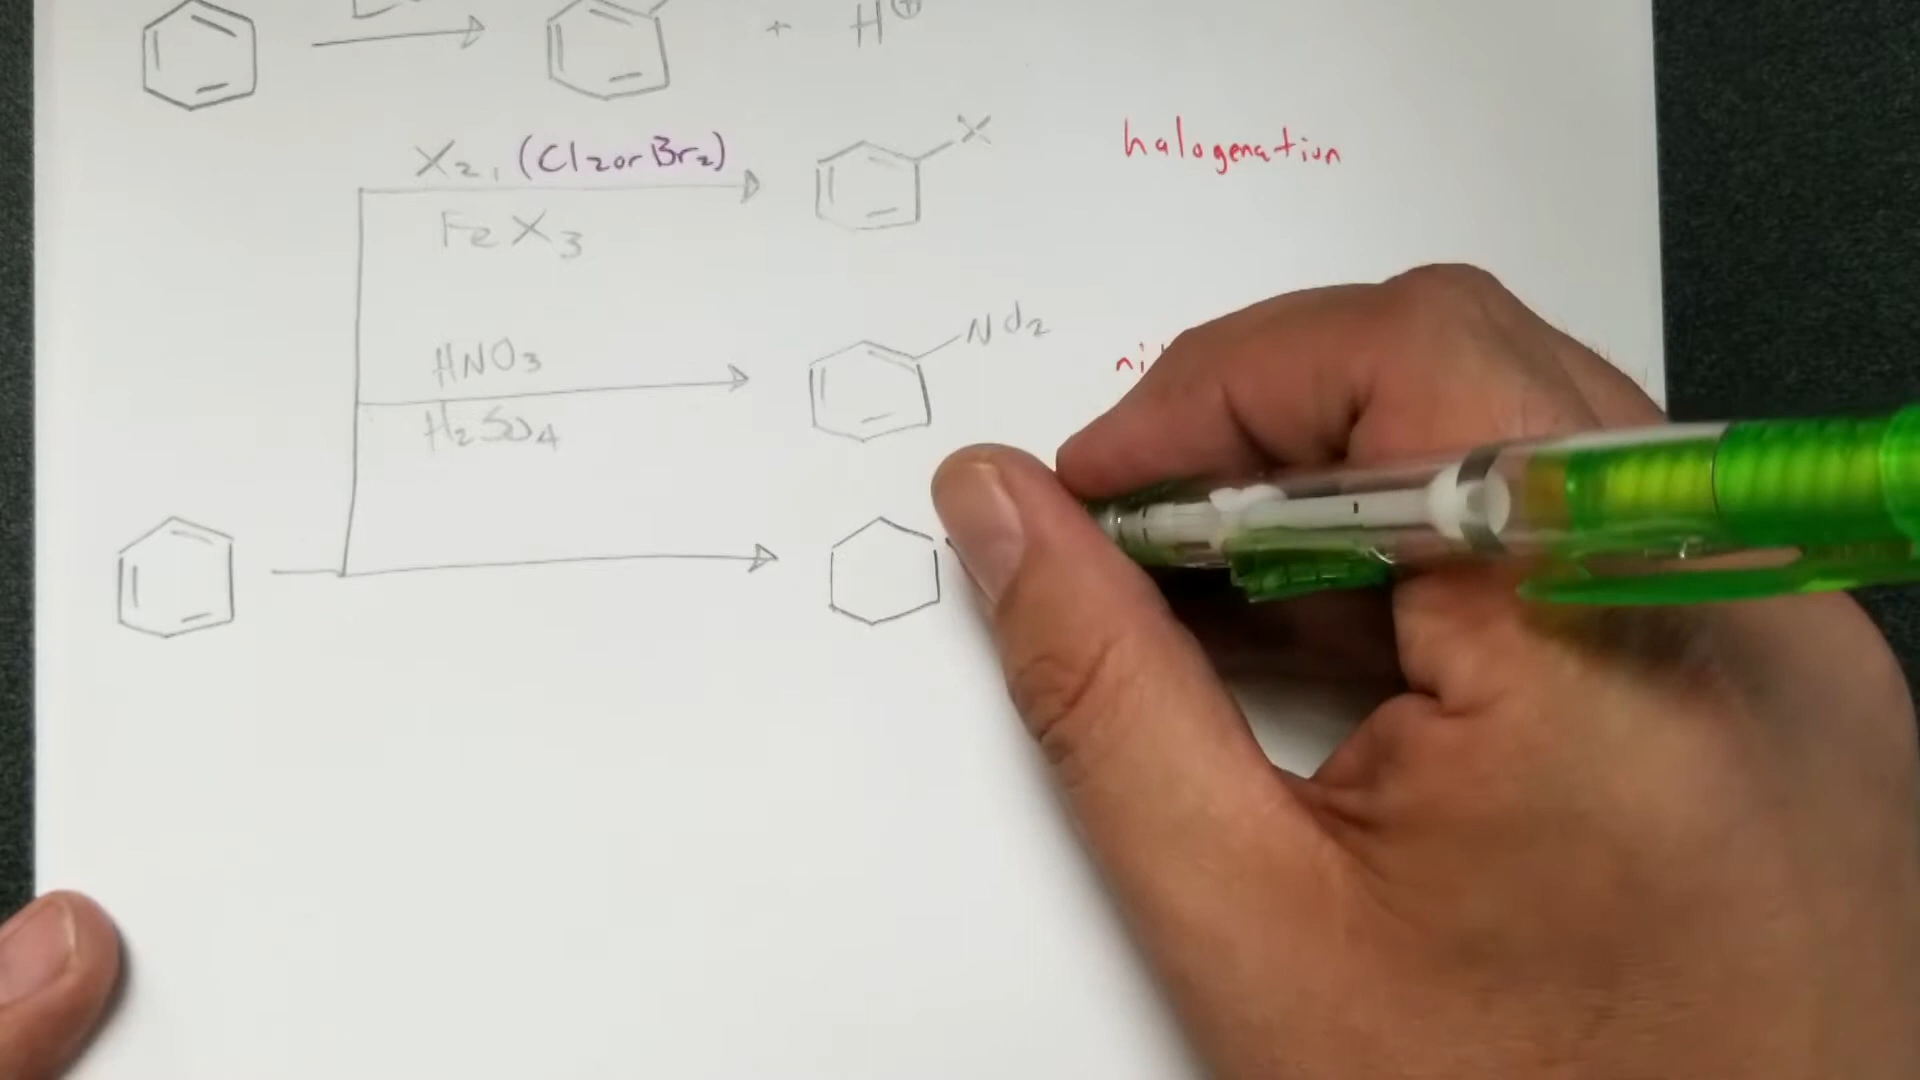 + H⊕
X2, (Cl2 or Br2)
X
halogenation
FeX3
NO2
HNO3
H2SO4